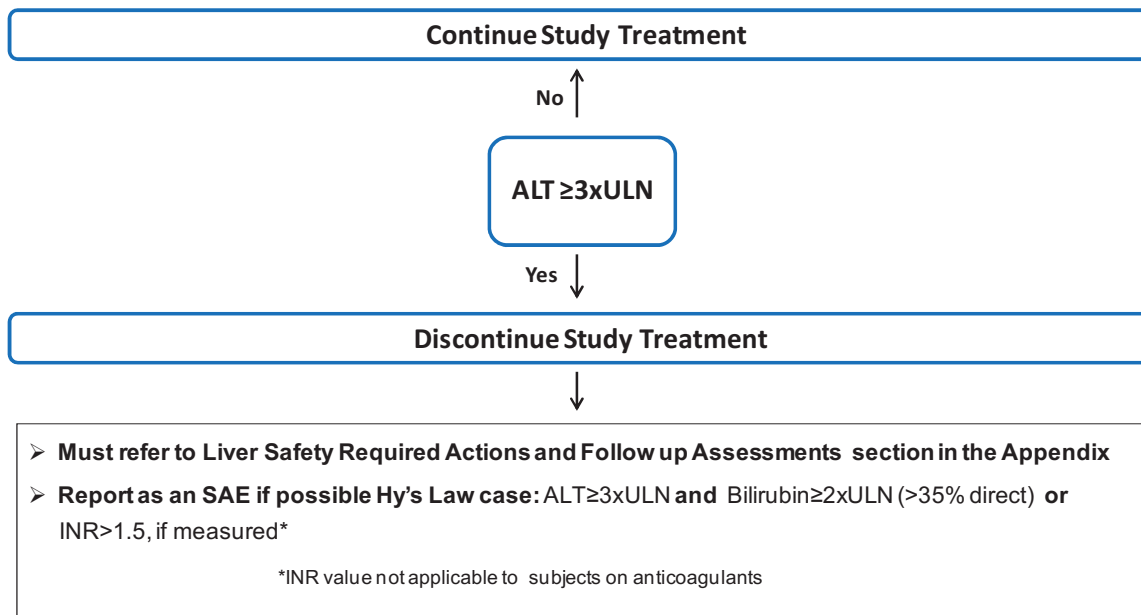 Continue Study Treatment
No
ALT ≥3xULN
Yes
Discontinue Study Treatment
➢ Must refer to Liver Safety Required Actions and Follow up Assessments section in the Appendix
➢ Report as an SAE if possible Hy's Law case: ALT≥3xULN and Bilirubin≥2xULN (>35% direct) or
INR>1.5, if measured*
*INR value not applicable to subjects on anticoagulants